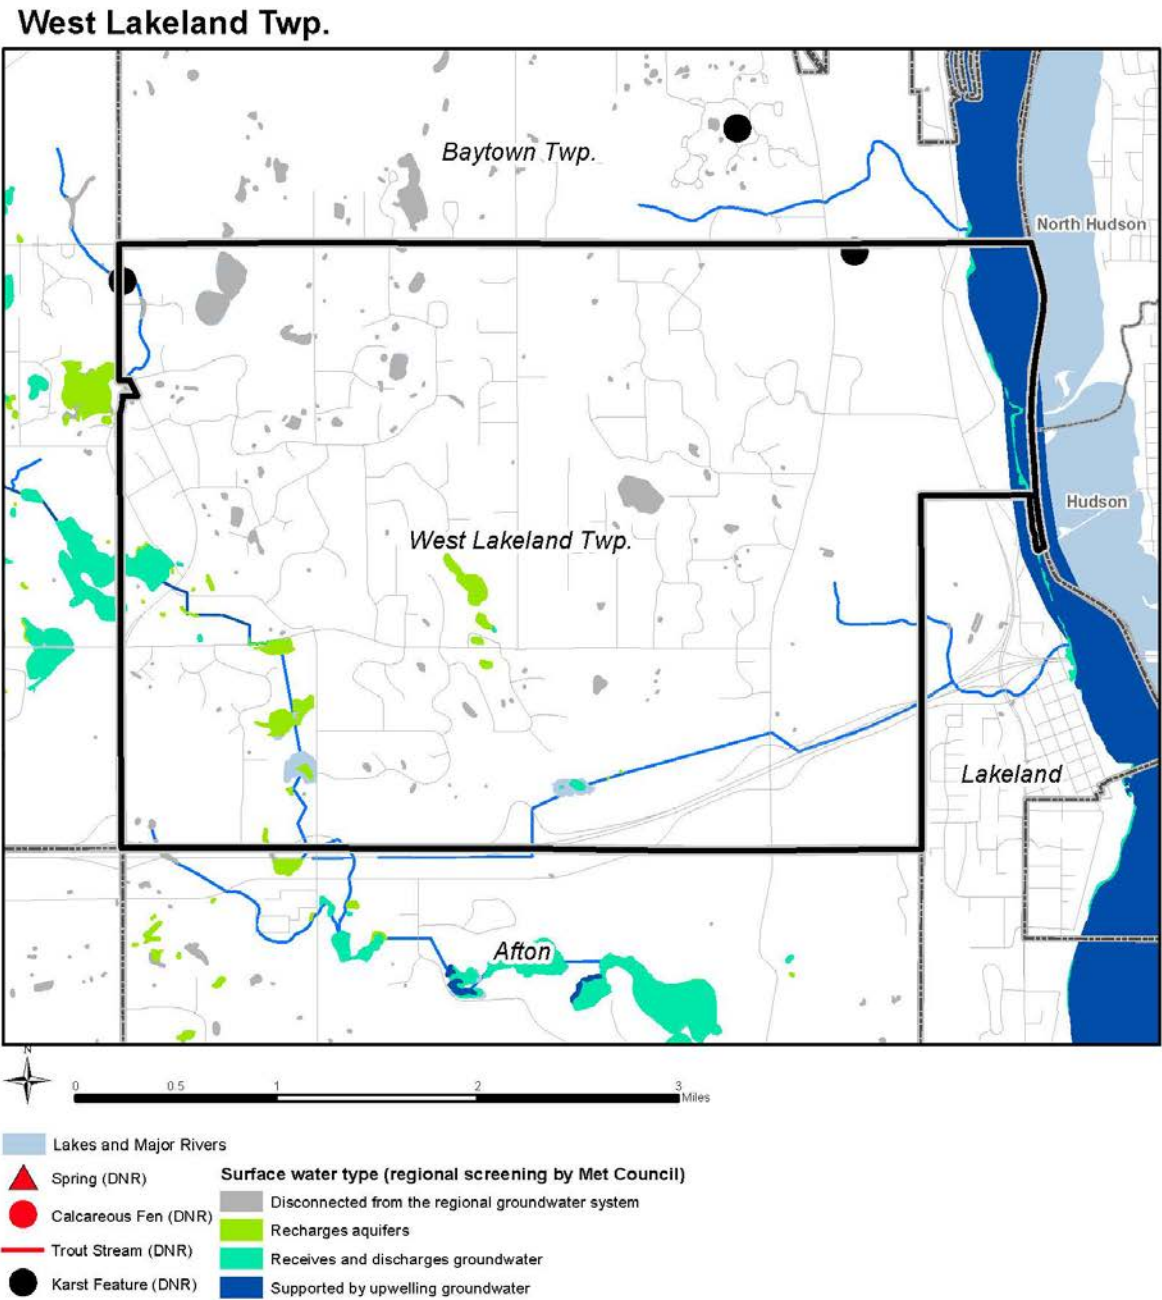 West Lakeland Twp.
Baytown Twp.
North Hudson
Hudson
West Lakeland Twp.
Lakeland
Afton
N
0 0.5 1 2 3
Miles
Lakes and Major Rivers
Spring (DNR)
Calcareous Fen (DNR)
Trout Stream (DNR)
Karst Feature (DNR)
Surface water type (regional screening by Met Council)
Disconnected from the regional groundwater system
Recharges aquifers
Receives and discharges groundwater
Supported by upwelling groundwater